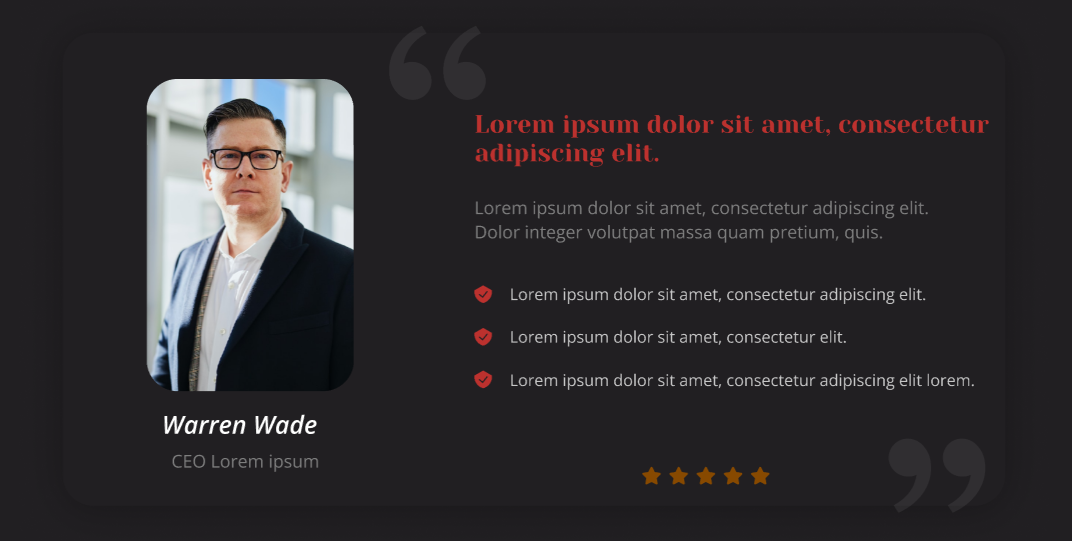 “
Lorem ipsum dolor sit amet, consectetur
adipiscing elit.
Lorem ipsum dolor sit amet, consectetur adipiscing elit.
Dolor integer volutpat massa quam pretium, quis.
Lorem ipsum dolor sit amet, consectetur adipiscing elit.
Lorem ipsum dolor sit amet, consectetur elit.
Lorem ipsum dolor sit amet, consectetur adipiscing elit lorem.
Warren Wade
CEO Lorem ipsum
”